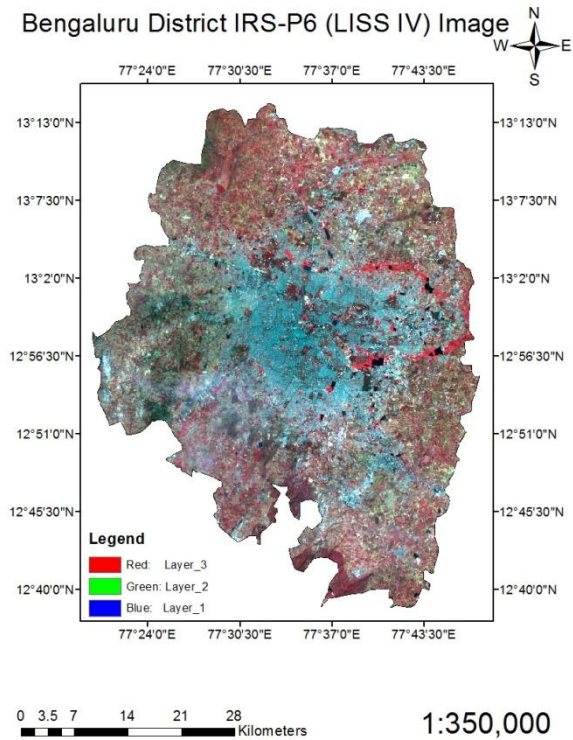 Bengaluru District IRS-P6 (LISS IV) Image
N
W E
S
77°24'0"E 77°30'30"E 77°37'0"E 77°43'30"E
13°13'0"N 13°13'0"N
13°7'30"N 13°7'30"N
13°2'0"N 13°2'0"N
12°56'30"N 12°56'30"N
12°51'0"N 12°51'0"N
12°45'30"N 12°45'30"N
Legend
Red: Layer_3
Green: Layer_2
12°40'0"N 12°40'0"N
Blue: Layer_1
77°24'0"E 77°30'30"E 77°37'0"E 77°43'30"E
0 3.5 7 14 21 28
Kilometers
1:350,000